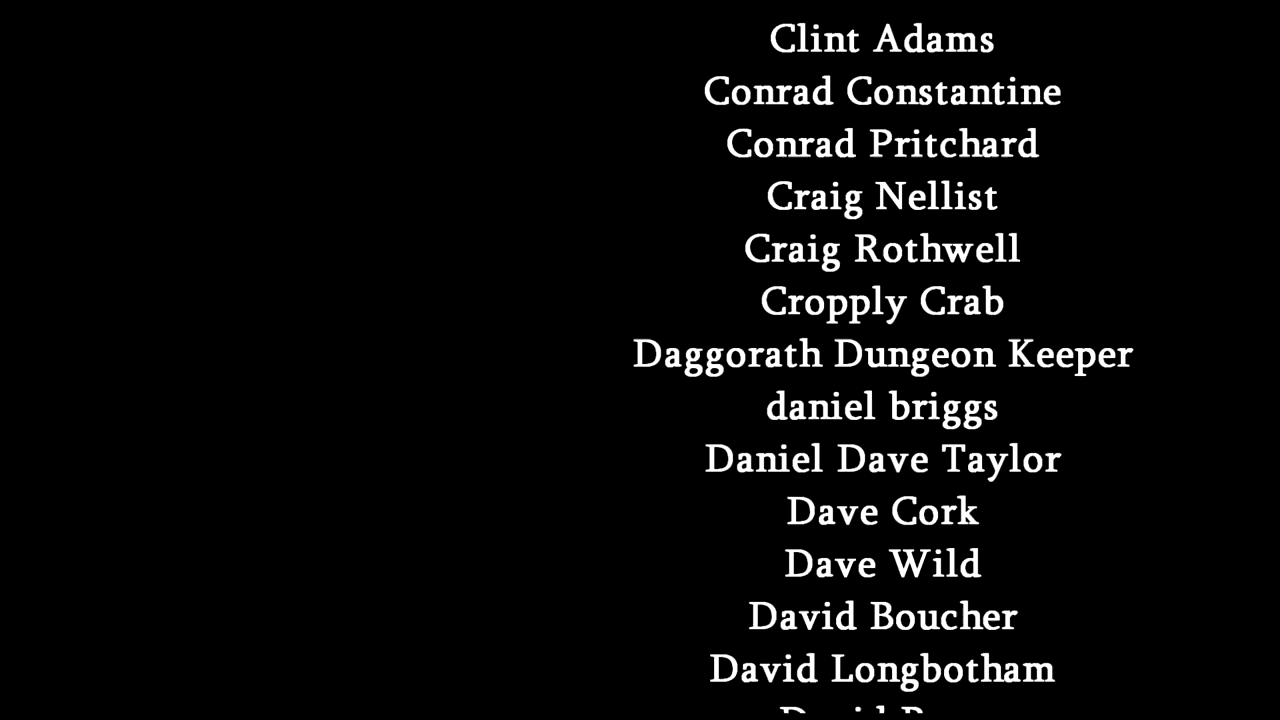 Clint Adams
Conrad Constantine
Conrad Pritchard
Craig Nellist
Craig Rothwell
Cropply Crab
Daggorath Dungeon Keeper
daniel briggs
Daniel Dave Taylor
Dave Cork
Dave Wild
David Boucher
David Longbotham
David